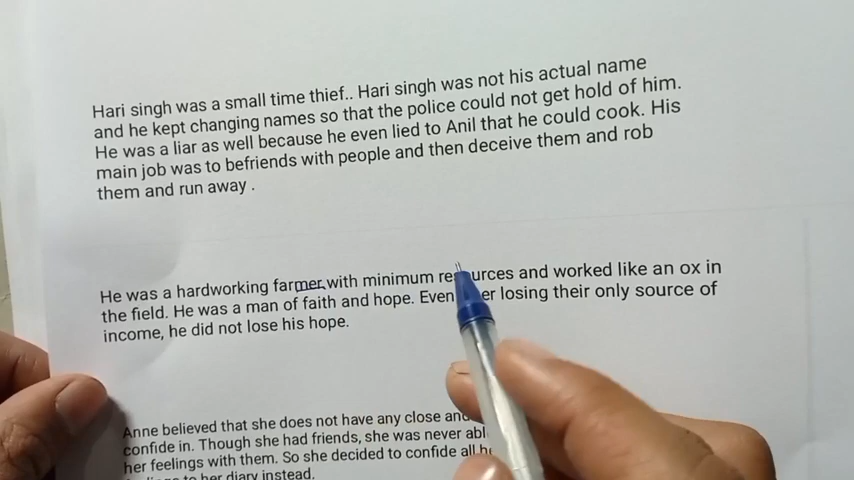 Hari singh was a small time thief.. Hari singh was not his actual name
and he kept changing names so that the police could not get hold of him.
He was a liar as well because he even lied to Anil that he could cook. His
main job was to befriends with people and then deceive them and rob
them and run away .
He was a hardworking farmer with minimum resources and worked like an ox in
the field. He was a man of faith and hope. Even losing their only source of
income, he did not lose his hope.
Anne believed that she does not have any close
confide in. Though she had friends, she was never
her feelings with them. So she decided to confide all
to her diary instead.